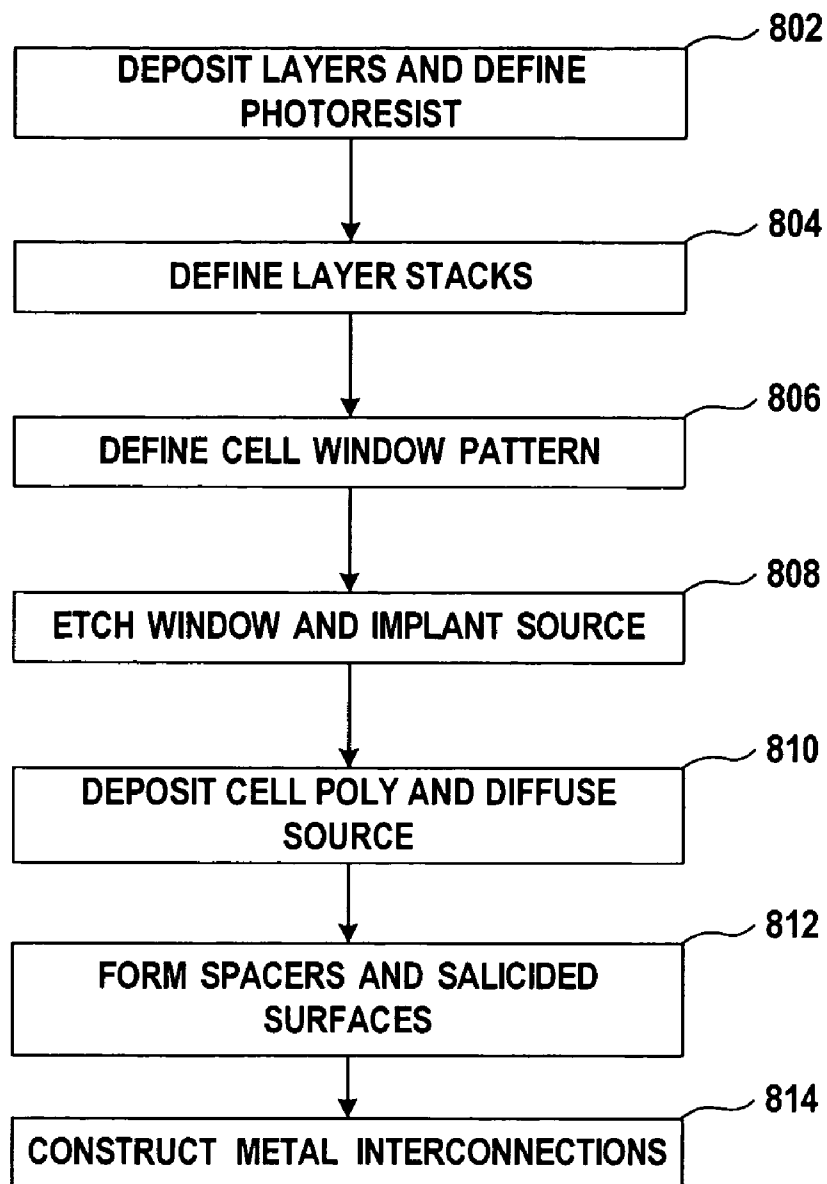 802
DEPOSIT LAYERS AND DEFINE
PHOTORESIST
804
DEFINE LAYER STACKS
806
DEFINE CELL WINDOW PATTERN
808
ETCH WINDOW AND IMPLANT SOURCE
810
DEPOSIT CELL POLY AND DIFFUSE
SOURCE
812
FORM SPACERS AND SALICIDED
SURFACES
814
CONSTRUCT METAL INTERCONNECTIONS